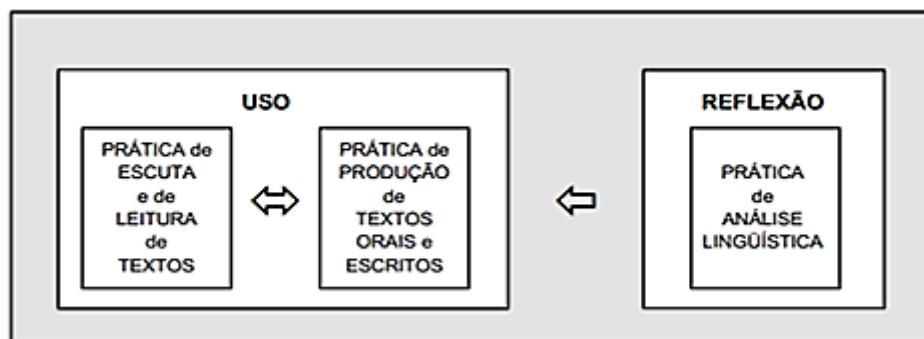 USO
PRÁTICA de
ESCUTA
e de
LEITURA
de
TEXTOS
PRÁTICA de
PRODUÇÃO
de
TEXTOS
ORAIS e
ESCRITOS
REFLEXÃO
PRÁTICA
de
ANÁLISE
LINGÜÍSTICA